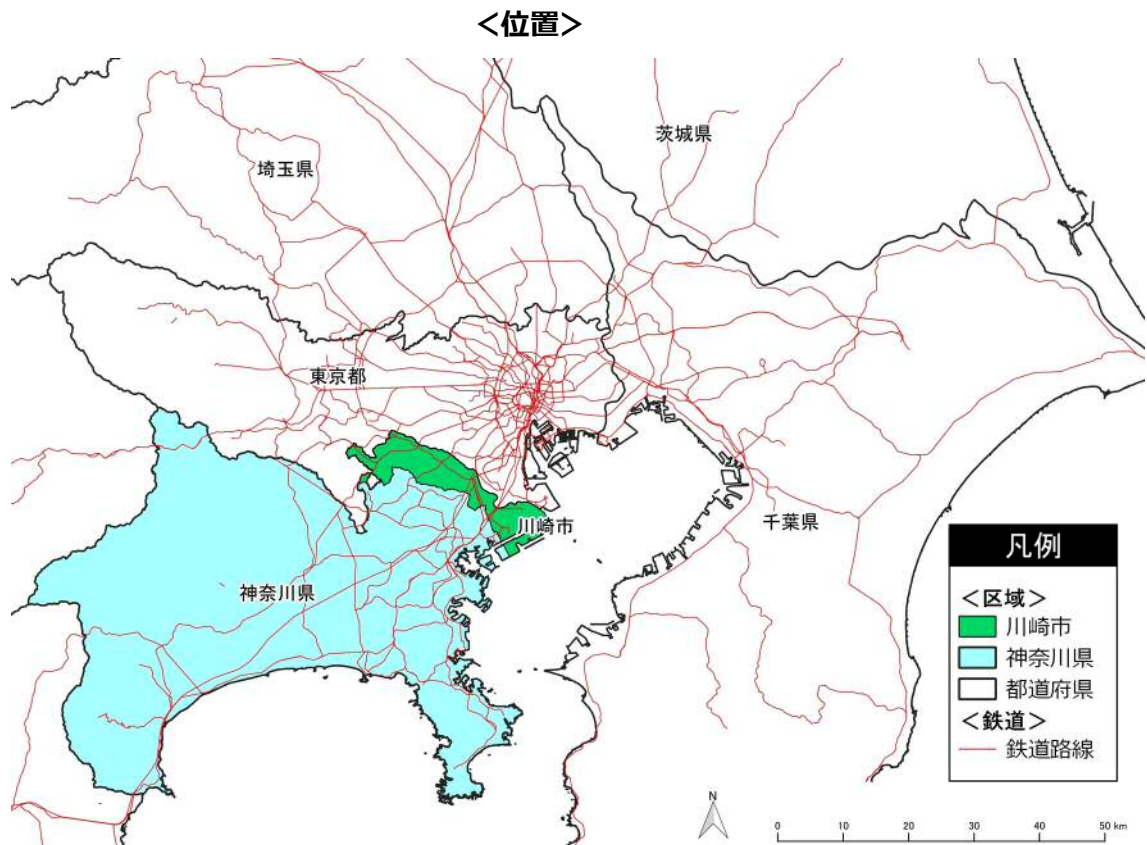 ＜位置＞
茨城県
埼玉県
東京都
千葉県
川崎市
神奈川県
凡例
＜区域＞
川崎市
神奈川県
都道府県
＜鉄道＞
鉄道路線
N
0 10 20 30 40 50 km